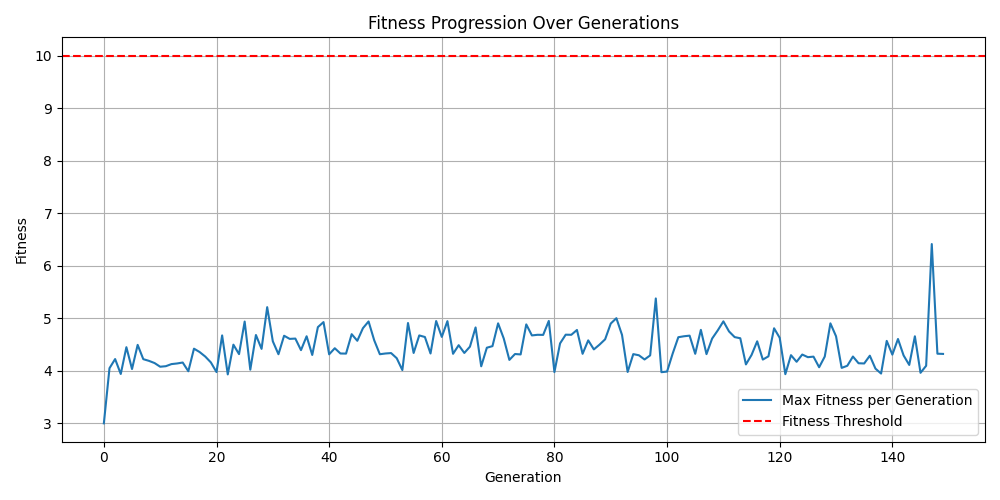 Fitness Progression Over Generations
Fitness
10
9
8
7
6
5
4
3
0 20 40 60 80 100 120 140
Generation
Max Fitness per Generation
Fitness Threshold